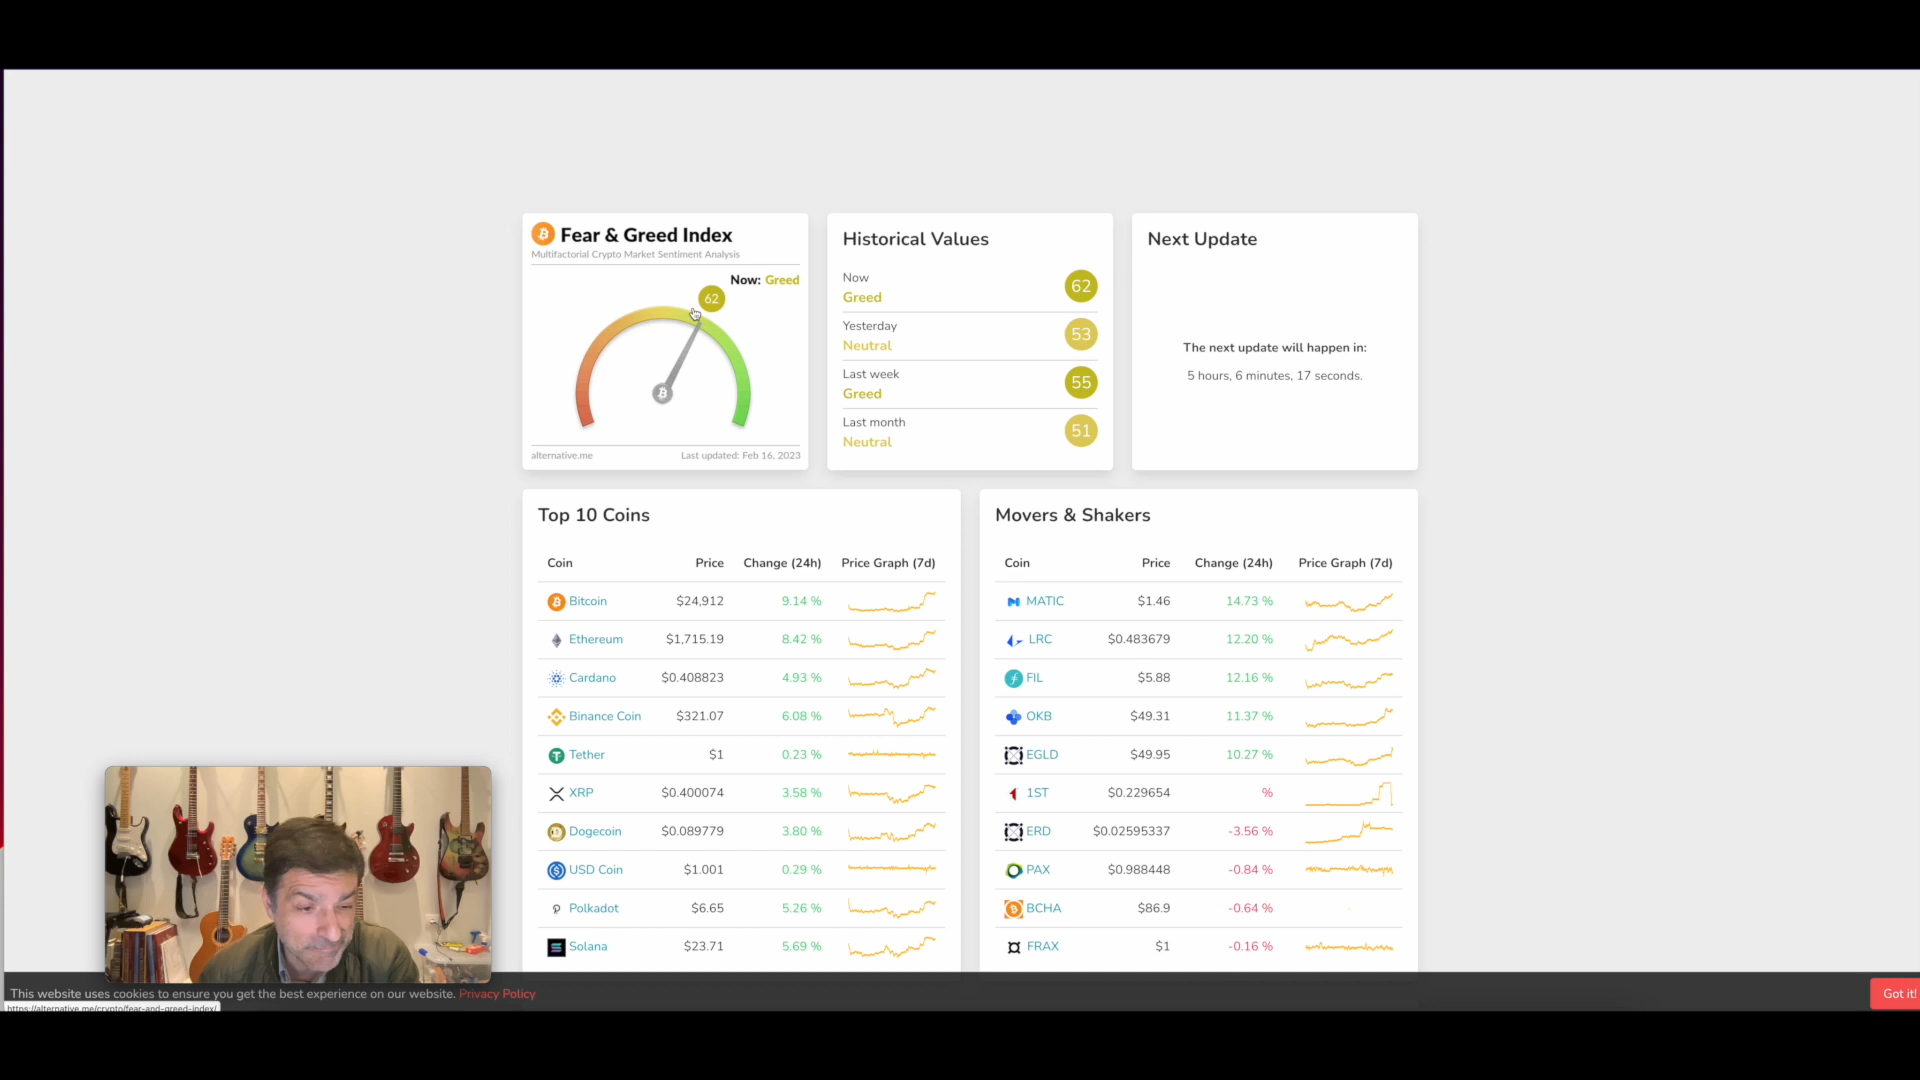 Fear & Greed Index
Multifactorial Crypto Market Sentiment Analysis
Now: Greed
62
alternative.me
Last updated: Feb 16, 2023
Historical Values
Now
Greed
62
Yesterday
Neutral
53
Last week
Greed
55
Last month
Neutral
51
Next Update
The next update will happen in:
5 hours, 6 minutes, 17 seconds.
Top 10 Coins
Coin Price Change (24h) Price Graph (7d)
Bitcoin $24,912 9.14 %
Ethereum $1,715.19 8.42 %
Cardano $0.408823 4.93 %
Binance Coin $321.07 6.08 %
Tether $1 0.23 %
XRP $0.400074 3.58 %
Dogecoin $0.089779 3.80 %
USD Coin $1.001 0.29 %
Polkadot $6.65 5.26 %
Solana $23.71 5.69 %
Movers & Shakers
Coin Price Change (24h) Price Graph (7d)
MATIC $1.46 14.73 %
LRC $0.483679 12.20 %
FIL $5.88 12.16 %
OKB $49.31 11.37 %
EGLD $49.95 10.27 %
1ST $0.229654 %
ERD $0.02595337 -3.56 %
PAX $0.988448 -0.84 %
BCHA $86.9 -0.64 %
FRAX $1 -0.16 %
This website uses cookies to ensure you get the best experience on our website. Privacy Policy
Got it!
https://alternative.me/crypto/fear-and-greed-index/